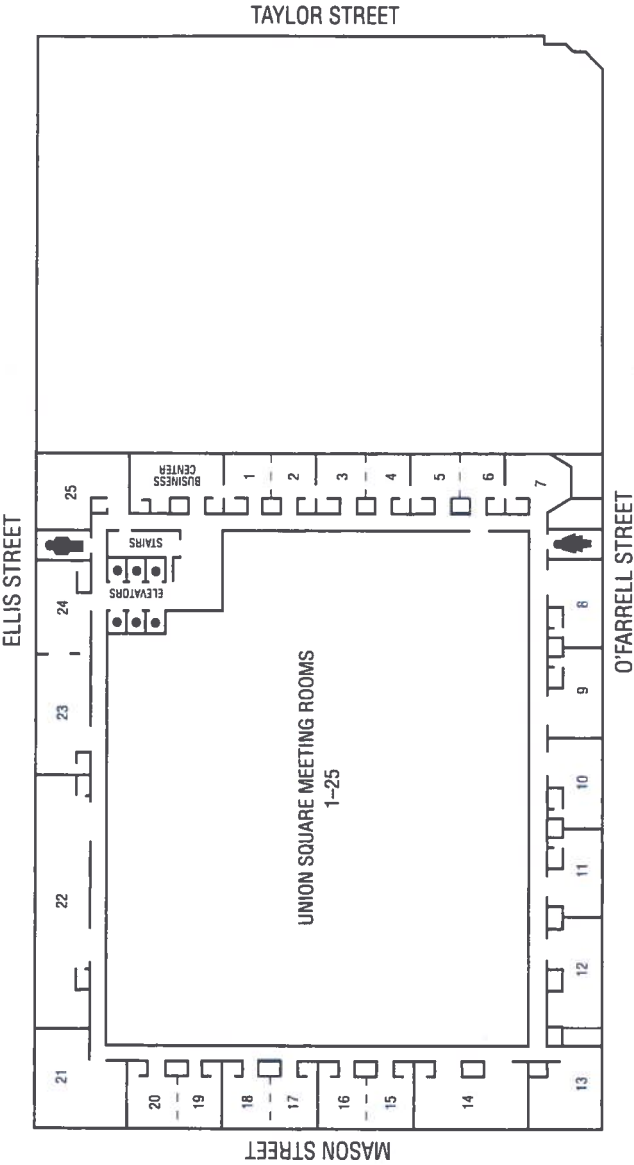 TAYLOR STREET
ELLIS STREET
O'FARRELL STREET
MASON STREET
25
BUSINESS
CENTER
1
2
3
4
5
6
7
STAIRS
ELEVATORS
24
23
22
21
20
19
18
17
16
15
14
13
12
11
10
9
8
UNION SQUARE MEETING ROOMS
1–25